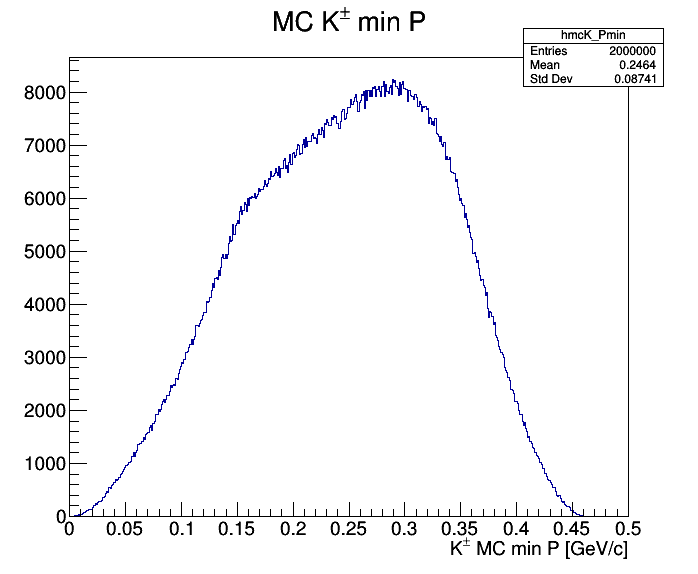 MC K± min P
hmcK_Pmin
Entries 2000000
Mean 0.2464
Std Dev 0.08741
8000
7000
6000
5000
4000
3000
2000
1000
0
0 0.05 0.1 0.15 0.2 0.25 0.3 0.35 0.4 0.45 0.5
K± MC min P [GeV/c]